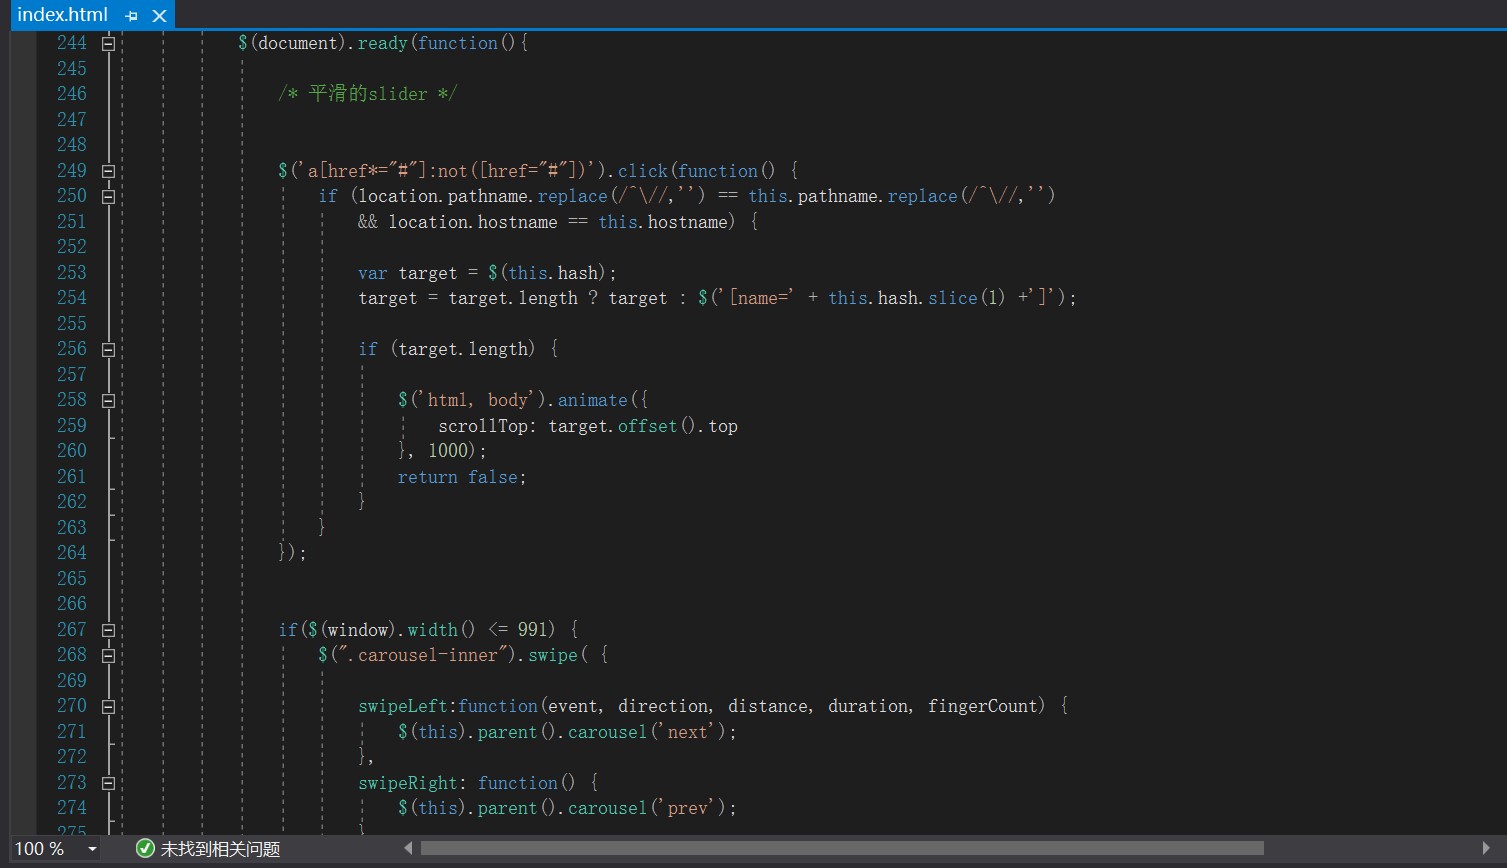 index.html
244 $(document).ready(function(){
245
246 /* 平滑的slider */
247
248
249 $('a[href*="#"]:not([href="#"])').click(function() {
250 if (location.pathname.replace(/^\//,'') == this.pathname.replace(/^\//,'')
251 && location.hostname == this.hostname) {
252
253 var target = $(this.hash);
254 target = target.length ? target : $('[name=' + this.hash.slice(1) +']');
255
256 if (target.length) {
257
258 $('html, body').animate({
259 scrollTop: target.offset().top
260 }, 1000);
261 return false;
262 }
263 }
264 });
265
266
267 if($(window).width() <= 991) {
268 $(".carousel-inner").swipe( {
269
270 swipeLeft:function(event, direction, distance, duration, fingerCount) {
271 $(this).parent().carousel('next');
272 },
273 swipeRight: function() {
274 $(this).parent().carousel('prev');
275 }
100 % 未找到相关问题